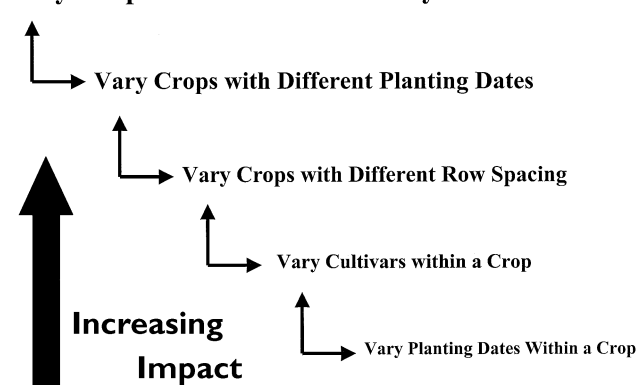 Vary Crops with Different Planting Dates
Vary Crops with Different Row Spacing
Vary Cultivars within a Crop
Increasing
Impact
Vary Planting Dates Within a Crop